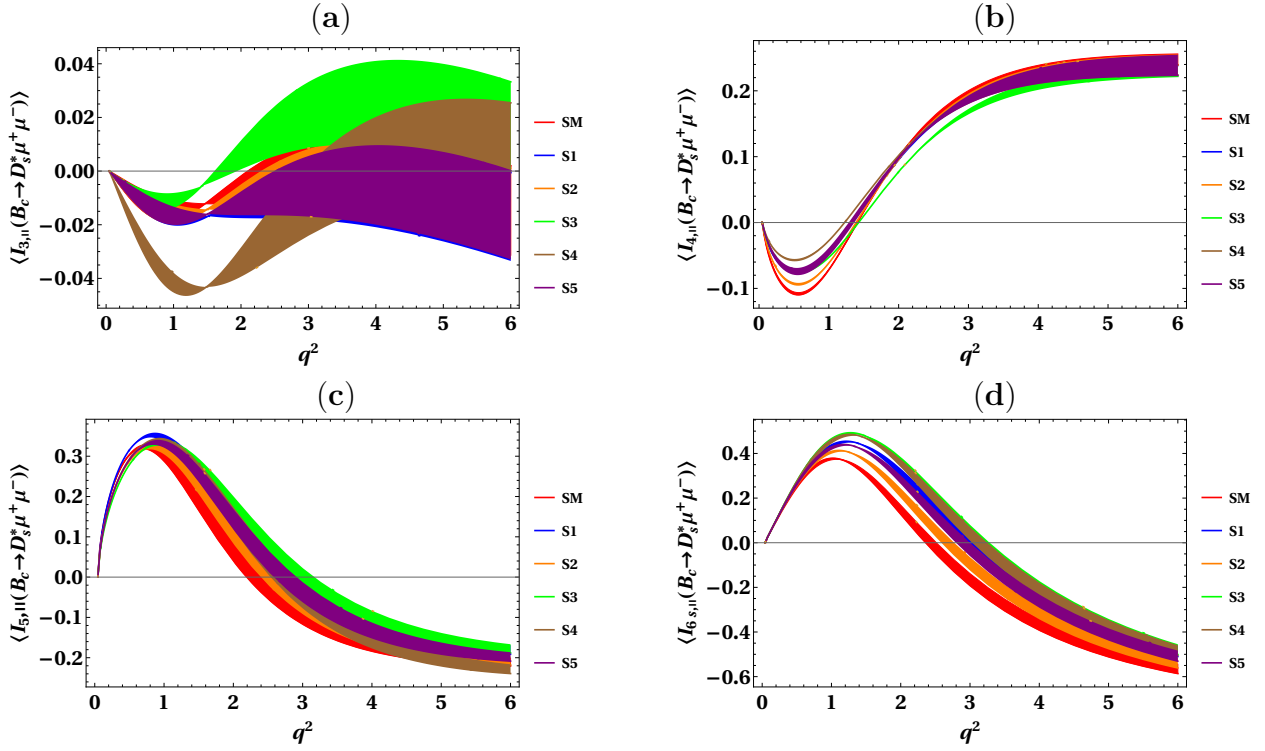 (a)
⟨I3,||(Bc→D*sμ+μ−)⟩
0.04
0.02
0.00
−0.02
−0.04
0 1 2 3 4 5 6
q2
SM
S1
S2
S3
S4
S5
(b)
⟨I4,||(Bc→D*sμ+μ−)⟩
0.2
0.1
0.0
−0.1
0 1 2 3 4 5 6
q2
SM
S1
S2
S3
S4
S5
(c)
⟨I5,||(Bc→D*sμ+μ−)⟩
0.3
0.2
0.1
0.0
−0.1
−0.2
0 1 2 3 4 5 6
q2
SM
S1
S2
S3
S4
S5
(d)
⟨I6 s,||(Bc→D*sμ+μ−)⟩
0.4
0.2
0.0
−0.2
−0.4
−0.6
0 1 2 3 4 5 6
q2
SM
S1
S2
S3
S4
S5